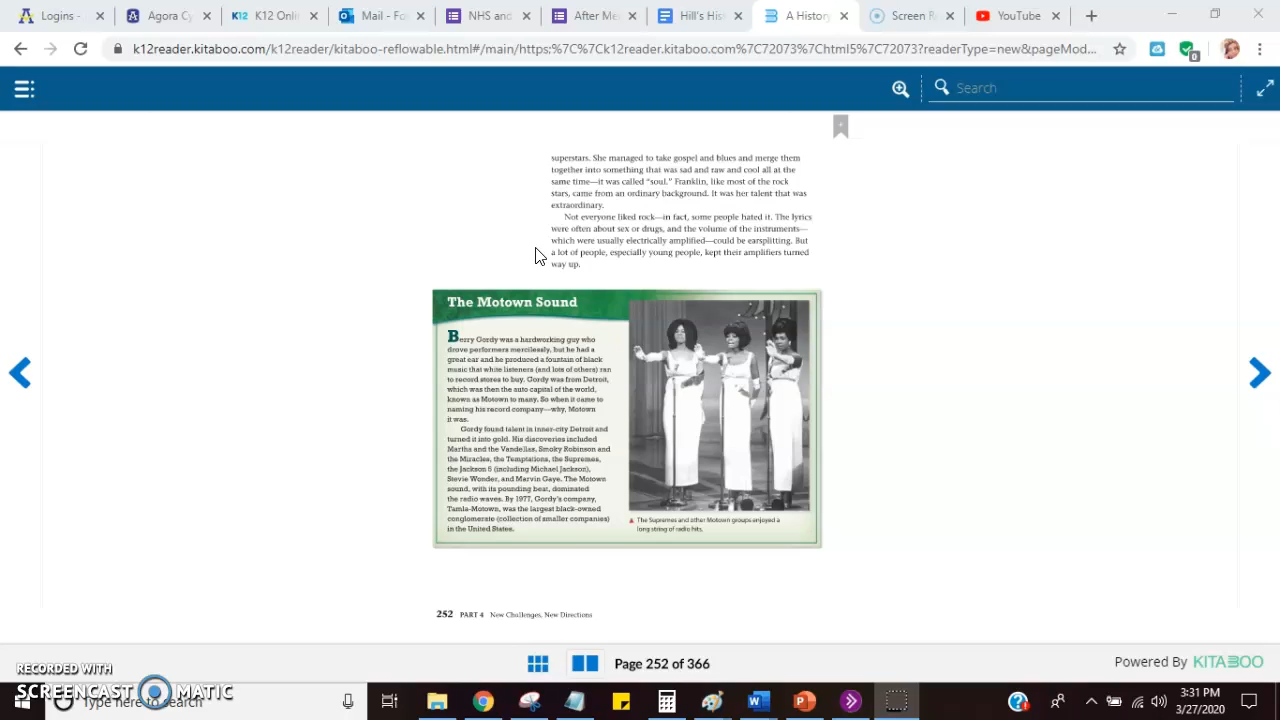 Logins -
Agora
K12 Onli
Mail -
NHS and
After Me
Hill's His
A History
Screen R
YouTube
k12reader.kitaboo.com/k12reader/kitaboo-reflowable.html#/main/https;%7C%7Ck12reader.kitaboo.com%7C72073%7Chtml5%7C72073?readerType=new&pageMod...
0
Search
superstars. She managed to take gospel and blues and merge them
together into something that was sad and raw and cool all at the
same time—it was called “soul.” Franklin, like most of the rock
stars, came from an ordinary background. It was her talent that was
extraordinary.
Not everyone liked rock—in fact, some people hated it. The lyrics
were often about sex or drugs, and the volume of the instruments—
which were usually electrically amplified—could be earsplitting. But
a lot of people, especially young people, kept their amplifiers turned
way up.
The Motown Sound
Berry Gordy was a hardworking guy who
drove performers mercilessly, but he had a
great ear and he produced a fountain of black
music that white listeners (and lots of others) ran
to record stores to buy. Gordy was from Detroit,
which was then the auto capital of the world,
known as Motown to many. So when it came to
naming his record company—why, Motown
it was.
Gordy found talent in inner-city Detroit and
turned it into gold. His discoveries included
Martha and the Vandellas, Smoky Robinson and
the Miracles, the Temptations, the Supremes,
the Jackson 5 (including Michael Jackson),
Stevie Wonder, and Marvin Gaye. The Motown
sound, with its pounding beat, dominated
the radio waves. By 1977, Gordy's company,
Tamla-Motown, was the largest black-owned
conglomerate (collection of smaller companies)
in the United States.
The Supremes and other Motown groups enjoyed a
long string of radio hits.
252 PART 4 New Challenges, New Directions
Page 252 of 366
Powered By KITABOO
RECORDED WITH
SCREENCAST MATIC
Type here to search
3:31 PM
3/27/2020